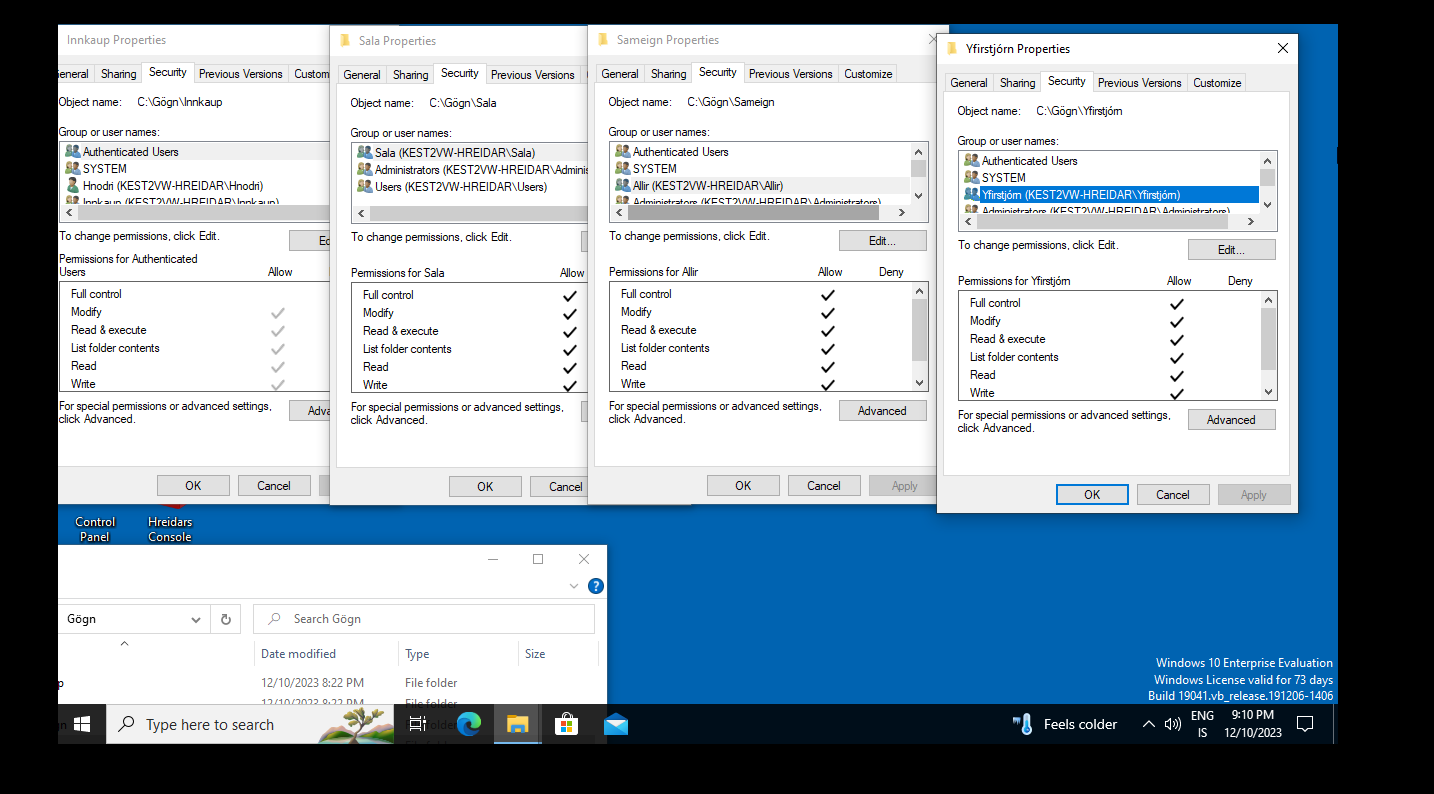 Innkaup Properties
General Sharing Security Previous Versions Custom
Object name: C:\Gögn\Innkaup
Group or user names:
Authenticated Users
SYSTEM
Hnodri (KEST2VW-HREIDAR\Hnodri)
Innkaup (KEST2VW-HREIDAR\Innkaup)
To change permissions, click Edit.
Ed
Permissions for Authenticated
Users
Allow
Full control
Modify
Read & execute
List folder contents
Read
Write
For special permissions or advanced settings,
click Advanced.
Adva
OK Cancel
Sala Properties
General Sharing Security Previous Versions
Object name: C:\Gögn\Sala
Group or user names:
Sala (KEST2VW-HREIDAR\Sala)
Administrators (KEST2VW-HREIDAR\Adminis
Users (KEST2VW-HREIDAR\Users)
To change permissions, click Edit.
Permissions for Sala Allow
Full control
Modify
Read & execute
List folder contents
Read
Write
For special permissions or advanced settings,
click Advanced.
OK Cancel
Sameign Properties
General Sharing Security Previous Versions Customize
Object name: C:\Gögn\Sameign
Group or user names:
Authenticated Users
SYSTEM
Allir (KEST2VW-HREIDAR\Allir)
Administrators (KEST2VW-HREIDAR\Administrators)
To change permissions, click Edit.
Edit...
Permissions for Allir Allow Deny
Full control
Modify
Read & execute
List folder contents
Read
Write
For special permissions or advanced settings,
click Advanced.
Advanced
OK Cancel Apply
Yfirstjórn Properties
General Sharing Security Previous Versions Customize
Object name: C:\Gögn\Yfirstjórn
Group or user names:
Authenticated Users
SYSTEM
Yfirstjórn (KEST2VW-HREIDAR\Yfirstjórn)
Administrators (KEST2VW-HREIDAR\Administrators)
To change permissions, click Edit.
Edit...
Permissions for Yfirstjórn Allow Deny
Full control
Modify
Read & execute
List folder contents
Read
Write
For special permissions or advanced settings,
click Advanced.
Advanced
OK Cancel Apply
Control
Panel
Hreidars
Console
Gögn
Search Gögn
Date modified Type Size
p 12/10/2023 8:22 PM File folder
12/10/2023 8:22 PM File folder
Windows 10 Enterprise Evaluation
Windows License valid for 73 days
Build 19041.vb_release.191206-1406
Type here to search
Feels colder
ENG
IS
9:10 PM
12/10/2023